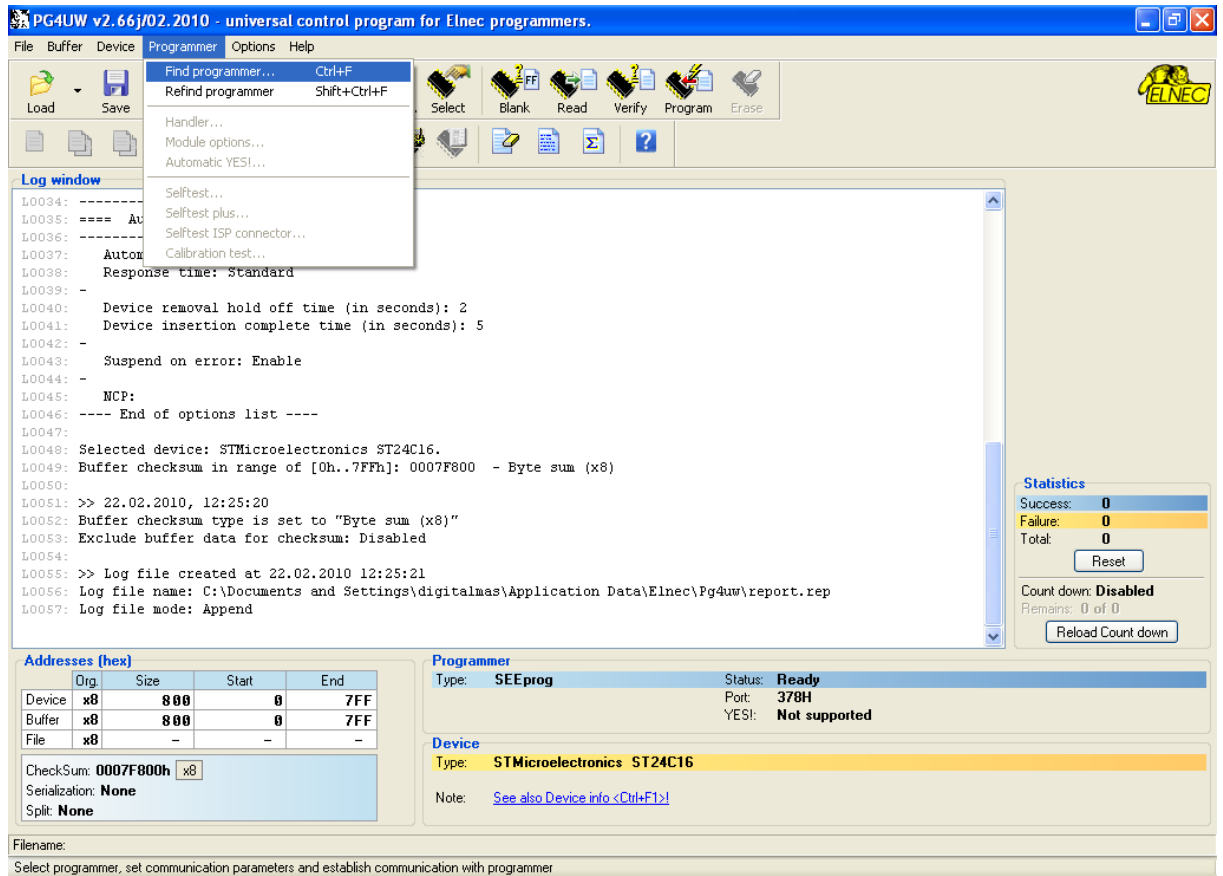 PG4UW v2.66j/02.2010 - universal control program for Elnec programmers.
File Buffer Device Programmer Options Help
Find programmer... Ctrl+F
Refind programmer Shift+Ctrl+F
Handler...
Module options...
Automatic YES!...
Selftest...
Selftest plus...
Selftest ISP connector...
Calibration test...
Load Save Select Blank Read Verify Program Erase
ELNEC
Log window
L0034: --------
L0035: ==== Au
L0036: --------
L0037: Autom
L0038: Response time: Standard
L0039: -
L0040: Device removal hold off time (in seconds): 2
L0041: Device insertion complete time (in seconds): 5
L0042: -
L0043: Suspend on error: Enable
L0044: -
L0045: NCP:
L0046: ---- End of options list ----
L0047:
L0048: Selected device: STMicroelectronics ST24C16.
L0049: Buffer checksum in range of [0h..7FFh]: 0007F800 - Byte sum (x8)
L0050:
L0051: >> 22.02.2010, 12:25:20
L0052: Buffer checksum type is set to "Byte sum (x8)"
L0053: Exclude buffer data for checksum: Disabled
L0054:
L0055: >> Log file created at 22.02.2010 12:25:21
L0056: Log file name: C:\Documents and Settings\digitalmas\Application Data\Elnec\Pg4uw\report.rep
L0057: Log file mode: Append
Statistics
Success: 0
Failure: 0
Total: 0
Reset
Count down: Disabled
Remains: 0 of 0
Reload Count down
Addresses (hex)
Org. Size Start End
Device x8 800 0 7FF
Buffer x8 800 0 7FF
File x8 - - -
CheckSum: 0007F800h x8
Serialization: None
Split: None
Programmer
Type: SEEprog Status: Ready
Port: 378H
YES!: Not supported
Device
Type: STMicroelectronics ST24C16
Note: See also Device info <Ctrl+F1>!
Filename:
Select programmer, set communication parameters and establish communication with programmer